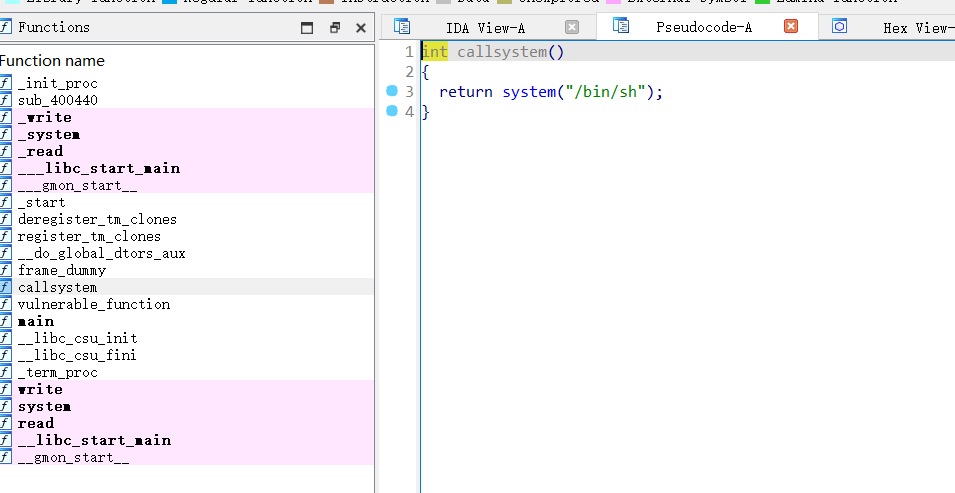 Library function Regular function Instruction Data Unexplored External symbol Lumina function
Functions
IDA View-A
Pseudocode-A
Hex View-
Function name
_init_proc
sub_400440
_write
_system
_read
___libc_start_main
___gmon_start__
_start
deregister_tm_clones
register_tm_clones
__do_global_dtors_aux
frame_dummy
callsystem
vulnerable_function
main
__libc_csu_init
__libc_csu_fini
_term_proc
write
system
read
__libc_start_main
__gmon_start__
1 int callsystem()
2 {
3 return system("/bin/sh");
4 }